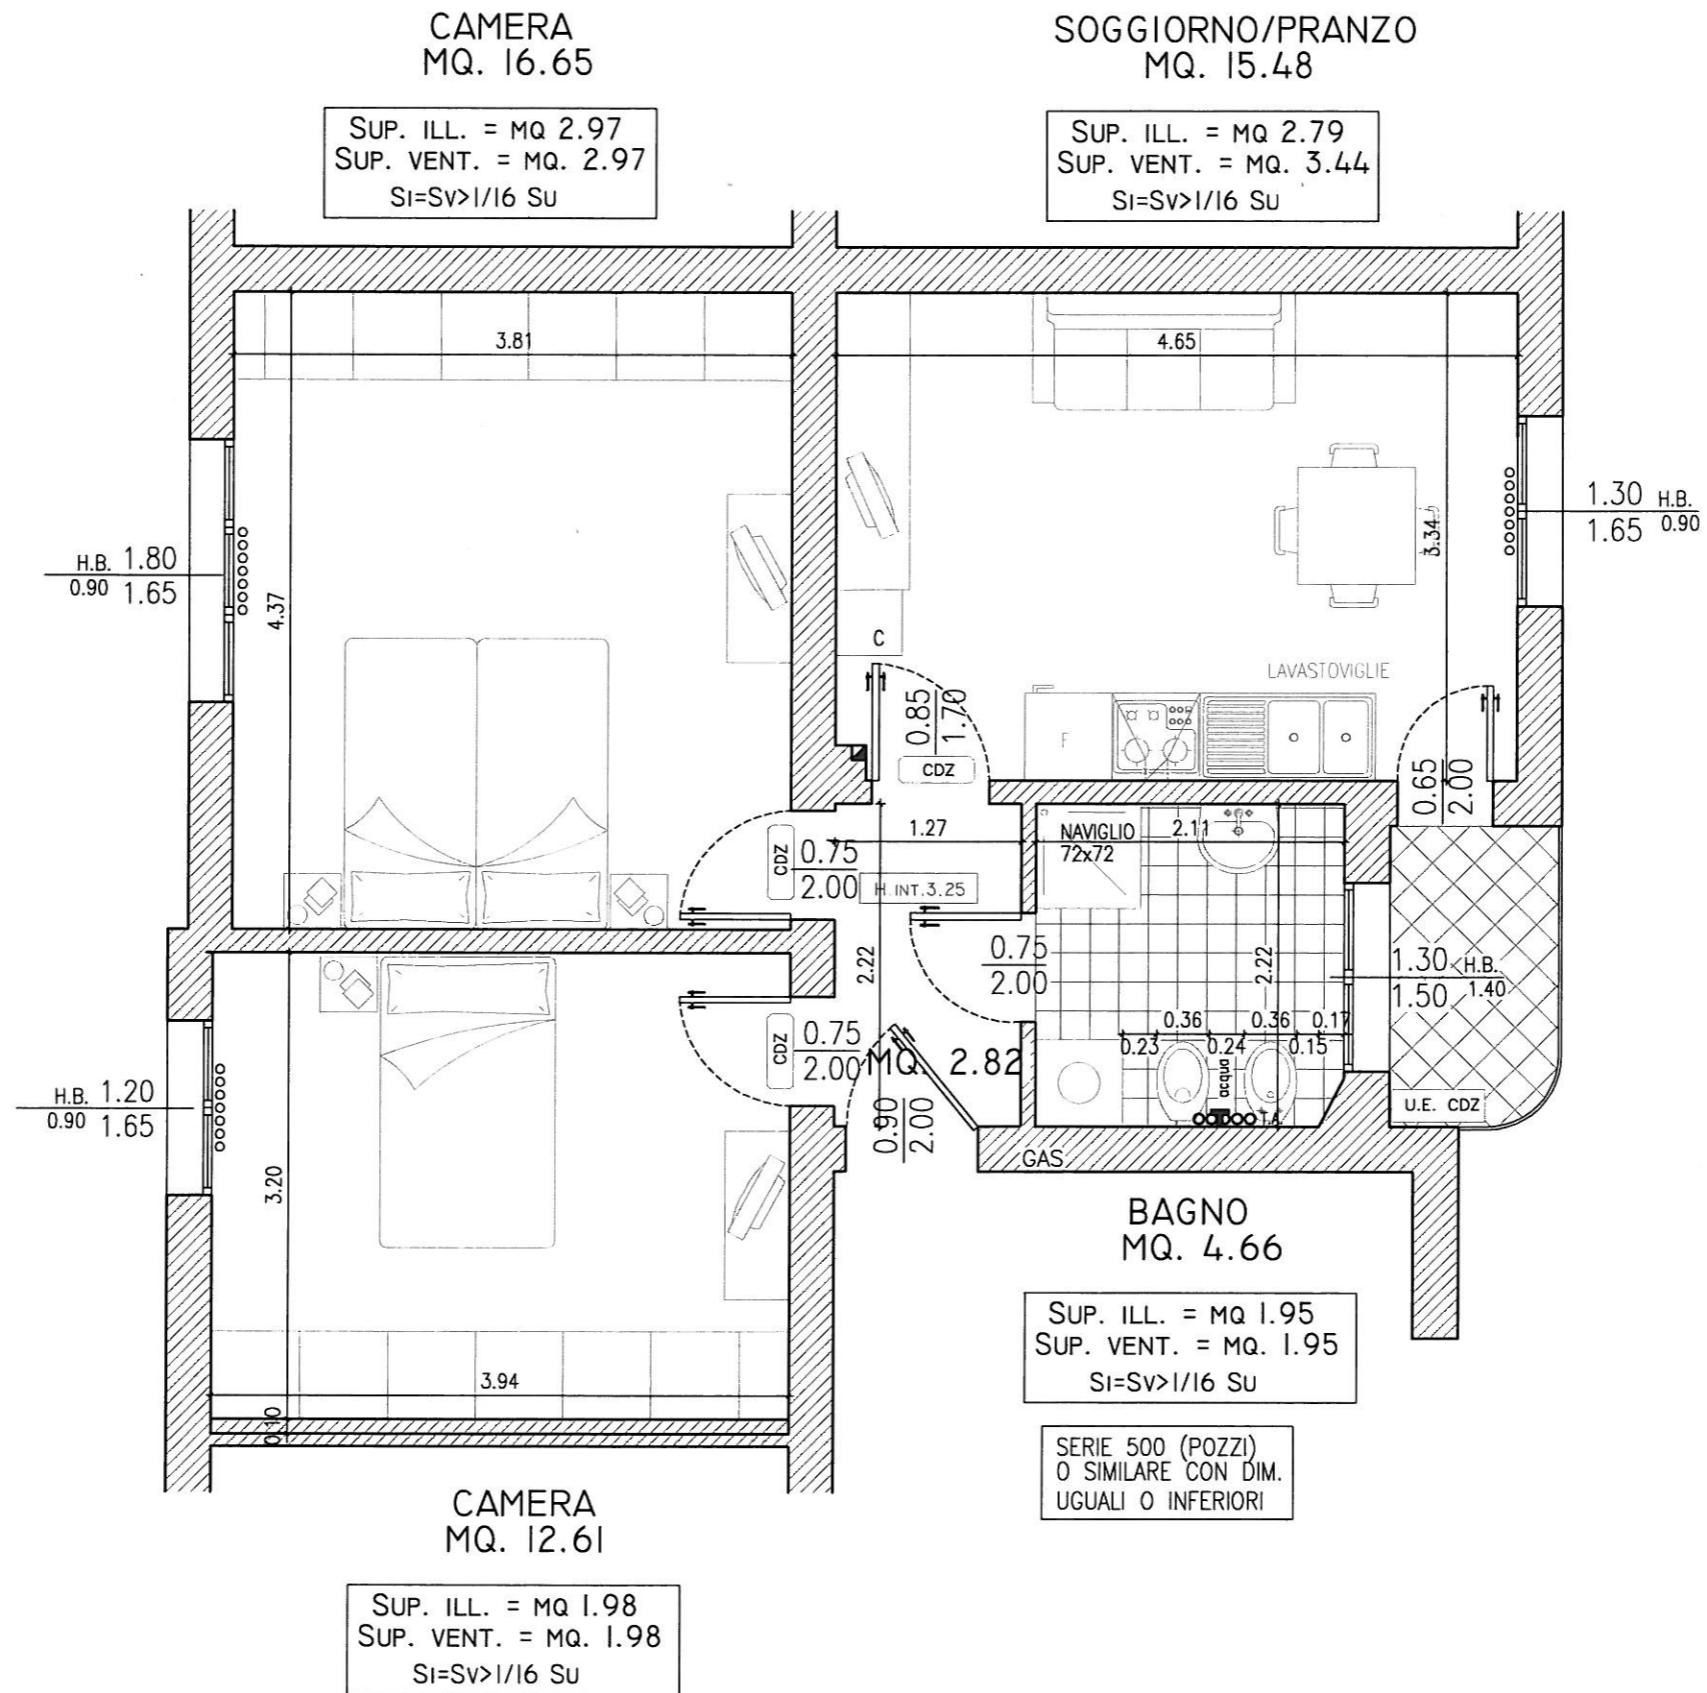 CAMERA
MQ. 16.65
SUP. ILL. = MQ 2.97
SUP. VENT. = MQ. 2.97
SI=SV>1/16 SU
SOGGIORNO/PRANZO
MQ. 15.48
SUP. ILL. = MQ 2.79
SUP. VENT. = MQ. 3.44
SI=SV>1/16 SU
3.81
4.65
H.B. 1.80
0.90 1.65
4.37
3.34
1.30 H.B.
1.65 0.90
C
LAVASTOVIGLIE
F
0.85
1.70
CDZ
0.65
2.00
1.27
NAVIGLIO
72x72
2.11
CDZ
0.75
2.00
H.INT.3.25
2.22
0.75
2.00
2.22
1.30 H.B.
1.50 1.40
CDZ
0.75
2.00
MQ. 2.82
0.36
0.36
0.17
0.23
0.24
0.15
acqua
T.A.
U.E. CDZ
H.B. 1.20
0.90 1.65
0.90
2.00
GAS
3.20
3.94
0.10
BAGNO
MQ. 4.66
SUP. ILL. = MQ 1.95
SUP. VENT. = MQ. 1.95
SI=SV>1/16 SU
SERIE 500 (POZZI)
O SIMILARE CON DIM.
UGUALI O INFERIORI
CAMERA
MQ. 12.61
SUP. ILL. = MQ 1.98
SUP. VENT. = MQ. 1.98
SI=SV>1/16 SU